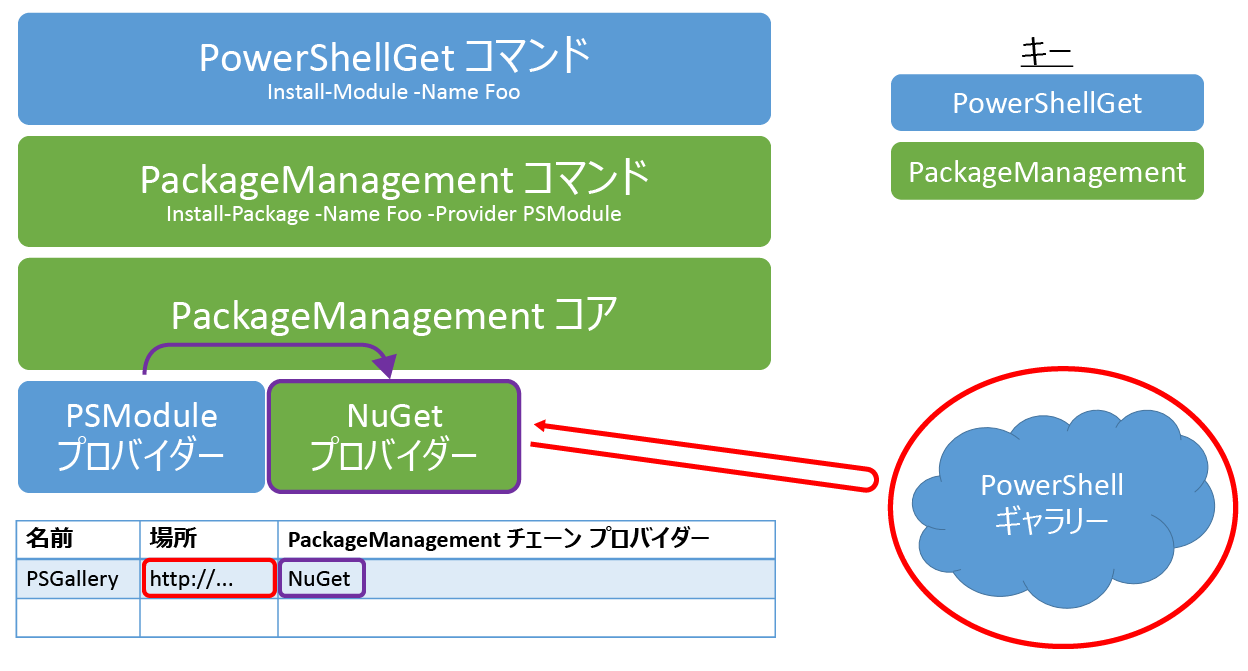 PowerShellGet コマンド
Install-Module -Name Foo
キー
PowerShellGet
PackageManagement
PackageManagement コマンド
Install-Package -Name Foo -Provider PSModule
PackageManagement コア
PSModule
プロバイダー
NuGet
プロバイダー
PowerShell
ギャラリー
名前 場所 PackageManagement チェーン プロバイダー
PSGallery http://... NuGet